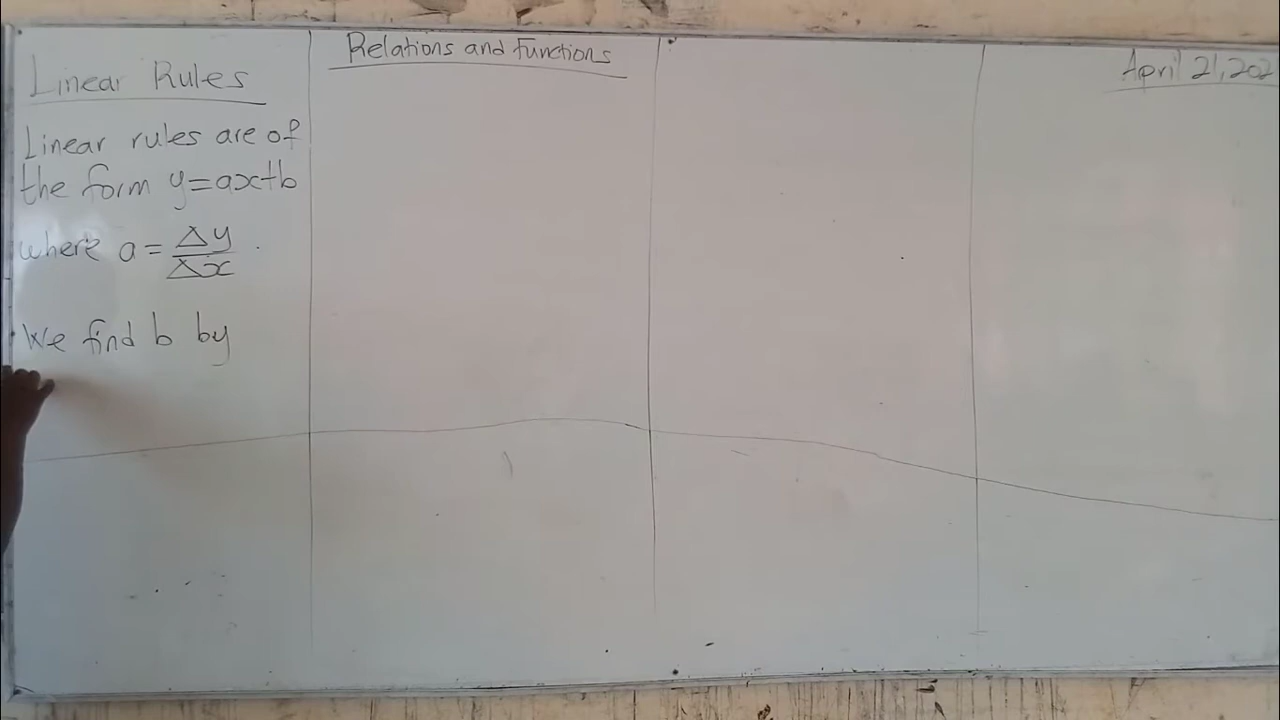 Relations and Functions
April 21, 202
Linear Rules
Linear rules are of
the form y=ax+b
where a = Δy/Δx .
We find b by